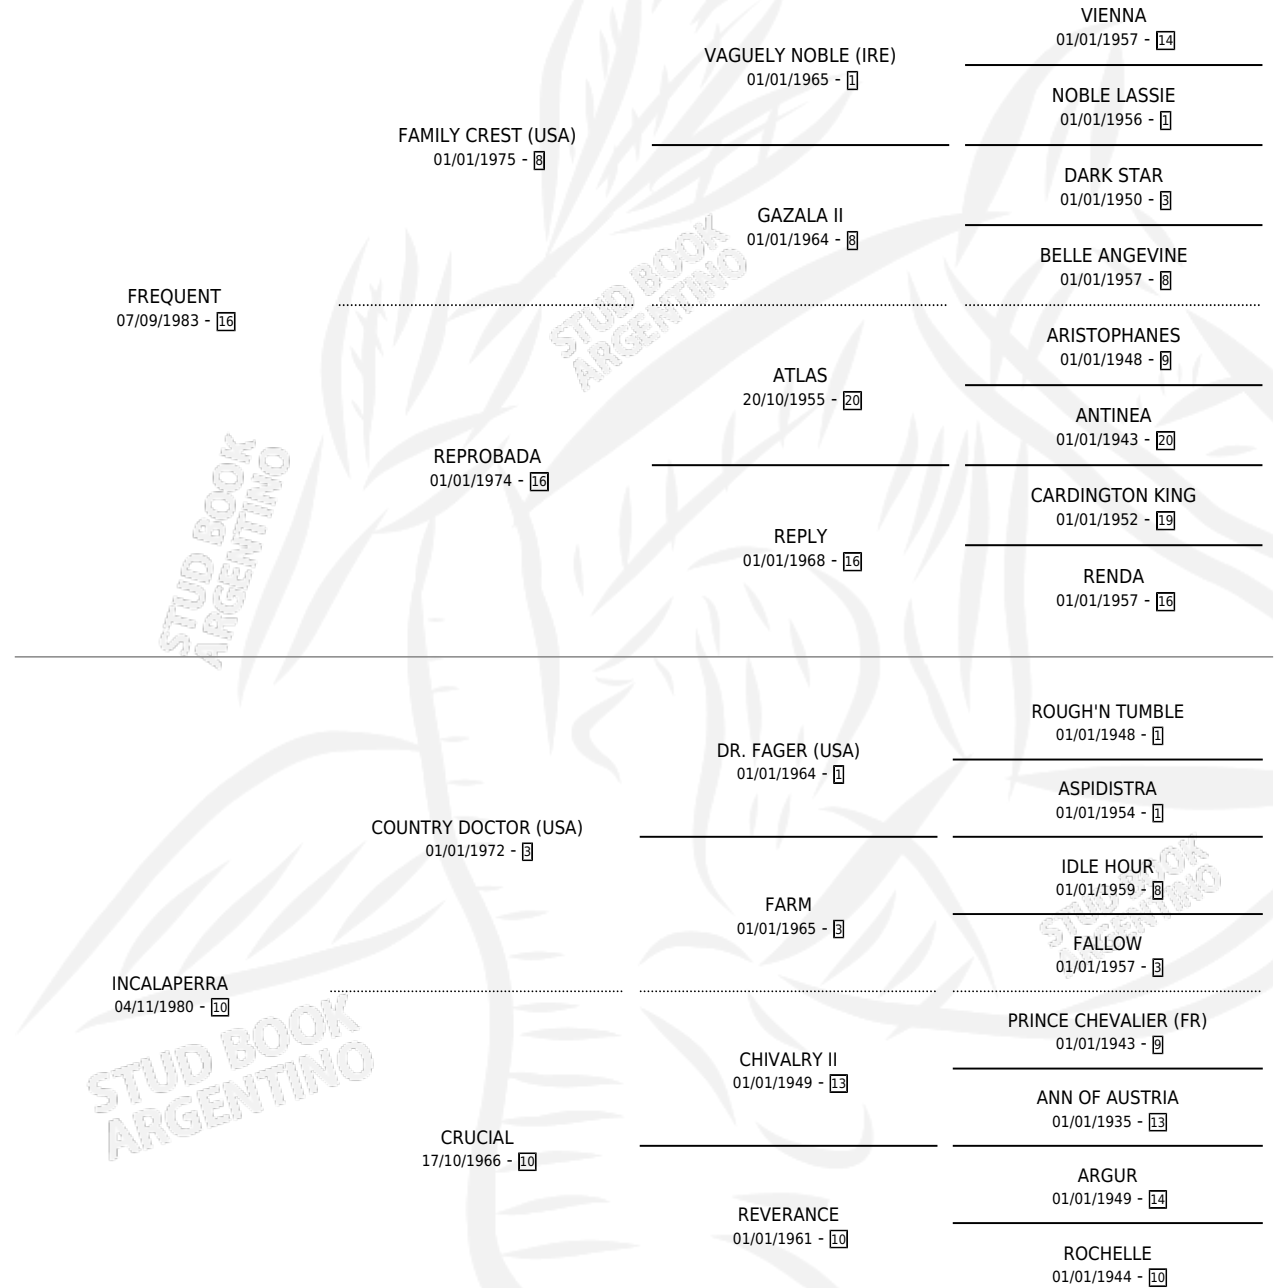 VIENNA
01/01/1957 - 14
VAGUELY NOBLE (IRE)
01/01/1965 - 1
NOBLE LASSIE
01/01/1956 - 1
FAMILY CREST (USA)
01/01/1975 - 8
DARK STAR
01/01/1950 - 3
GAZALA II
01/01/1964 - 8
BELLE ANGEVINE
01/01/1957 - 8
FREQUENT
07/09/1983 - 16
ARISTOPHANES
01/01/1948 - 9
ATLAS
20/10/1955 - 20
ANTINEA
01/01/1943 - 20
REPROBADA
01/01/1974 - 16
CARDINGTON KING
01/01/1952 - 19
REPLY
01/01/1968 - 16
RENDA
01/01/1957 - 16
ROUGH'N TUMBLE
01/01/1948 - 1
DR. FAGER (USA)
01/01/1964 - 1
ASPIDISTRA
01/01/1954 - 1
COUNTRY DOCTOR (USA)
01/01/1972 - 3
IDLE HOUR
01/01/1959 - 8
FARM
01/01/1965 - 3
FALLOW
01/01/1957 - 3
INCALAPERRA
04/11/1980 - 10
PRINCE CHEVALIER (FR)
01/01/1943 - 9
CHIVALRY II
01/01/1949 - 13
ANN OF AUSTRIA
01/01/1935 - 13
CRUCIAL
17/10/1966 - 10
ARGUR
01/01/1949 - 14
REVERANCE
01/01/1961 - 10
ROCHELLE
01/01/1944 - 10
STUD BOOK
ARGENTINO
STUD BOOK
ARGENTINO
STUD BOOK
ARGENTINO
STUD BOOK
ARGENTINO